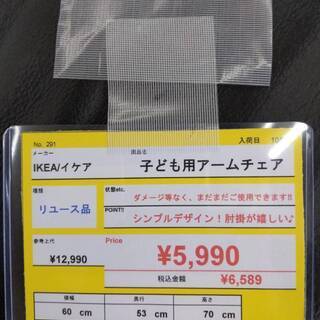 No. 291
入荷日 10
メーカー 商品名
IKEA/イケア 子ども用アームチェア
種類 状態etc.
ダメージ等なく、まだまだご使用できます!!
リユース品 POINT!!
シンプルデザイン！肘掛が嬉しい♪
参考上代 Price
¥12,990 ¥5,990
税込金額 ¥6,589
横幅 奥行 高さ
60 cm 53 cm 70 cm